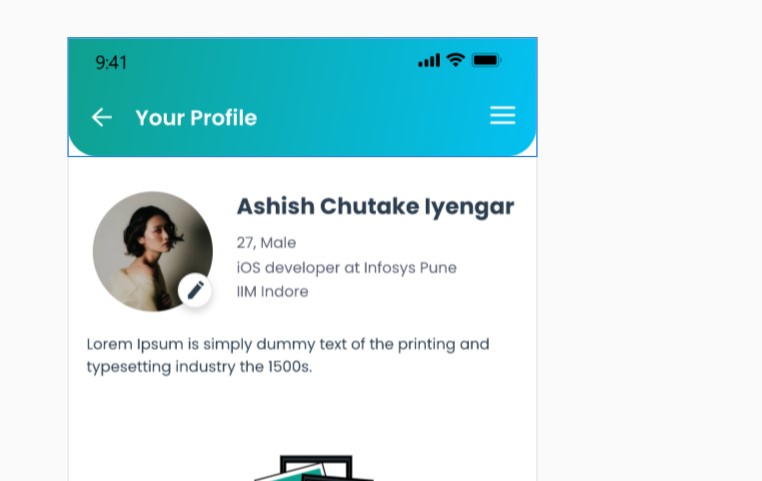 9:41
Your Profile
Ashish Chutake Iyengar
27, Male
iOS developer at Infosys Pune
IIM Indore
Lorem Ipsum is simply dummy text of the printing and
typesetting industry the 1500s.